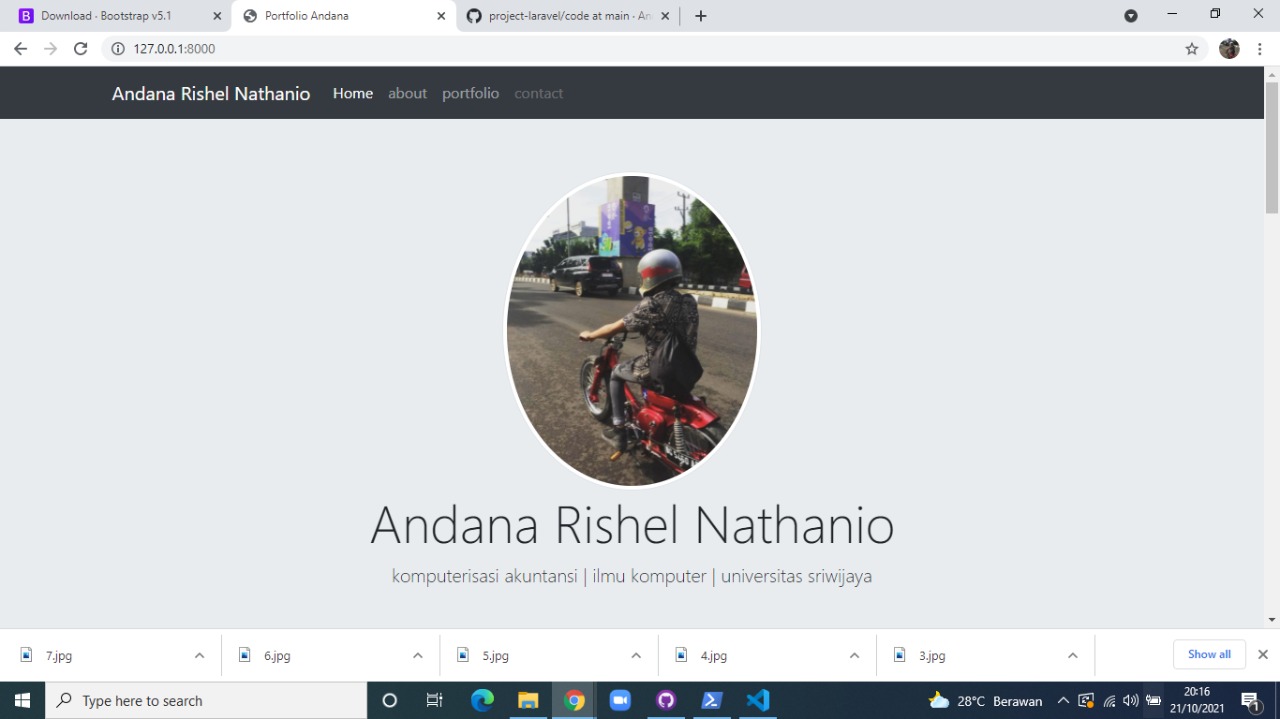 Download · Bootstrap v5.1
Portfolio Andana
project-laravel/code at main · An
127.0.0.1:8000
Andana Rishel Nathanio
Home
about
portfolio
contact
Andana Rishel Nathanio
komputerisasi akuntansi | ilmu komputer | universitas sriwijaya
7.jpg
6.jpg
5.jpg
4.jpg
3.jpg
Show all
Type here to search
28°C Berawan
20:16
21/10/2021
1